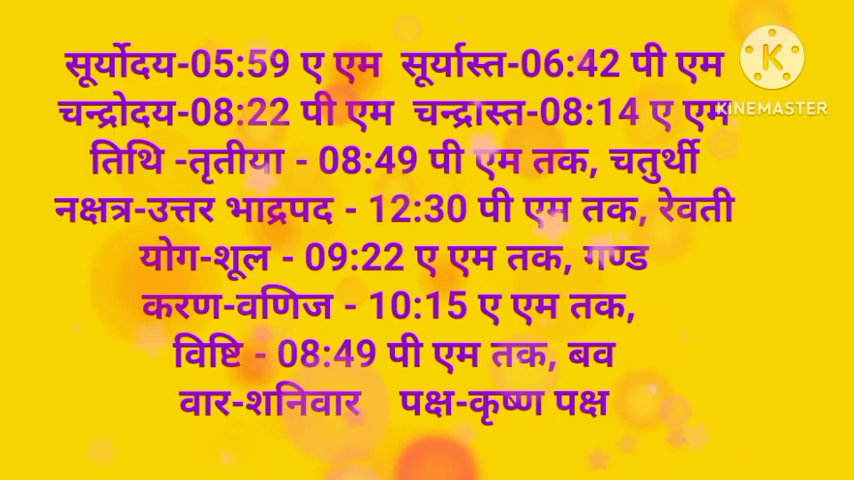 सूर्योदय-05:59 ए एम सूर्यास्त-06:42 पी एम
चन्द्रोदय-08:22 पी एम चन्द्रास्त-08:14 ए एम
तिथि -तृतीया - 08:49 पी एम तक, चतुर्थी
नक्षत्र-उत्तर भाद्रपद - 12:30 पी एम तक, रेवती
योग-शूल - 09:22 ए एम तक, गण्ड
करण-वणिज - 10:15 ए एम तक,
विष्टि - 08:49 पी एम तक, बव
वार-शनिवार पक्ष-कृष्ण पक्ष
K
KINEMASTER